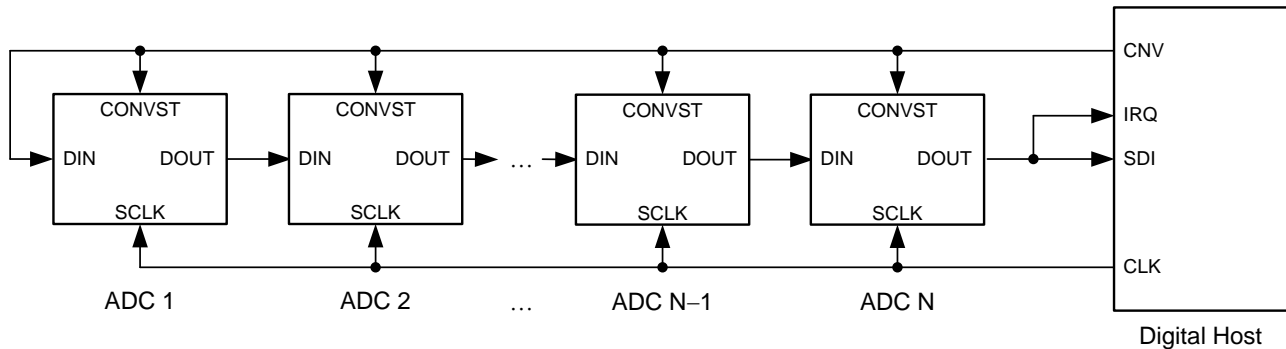 CNV
CONVST CONVST CONVST CONVST
IRQ
DIN DOUT DIN DOUT ... DIN DOUT DIN DOUT SDI
SCLK SCLK SCLK SCLK
CLK
ADC 1 ADC 2 ... ADC N–1 ADC N
Digital Host